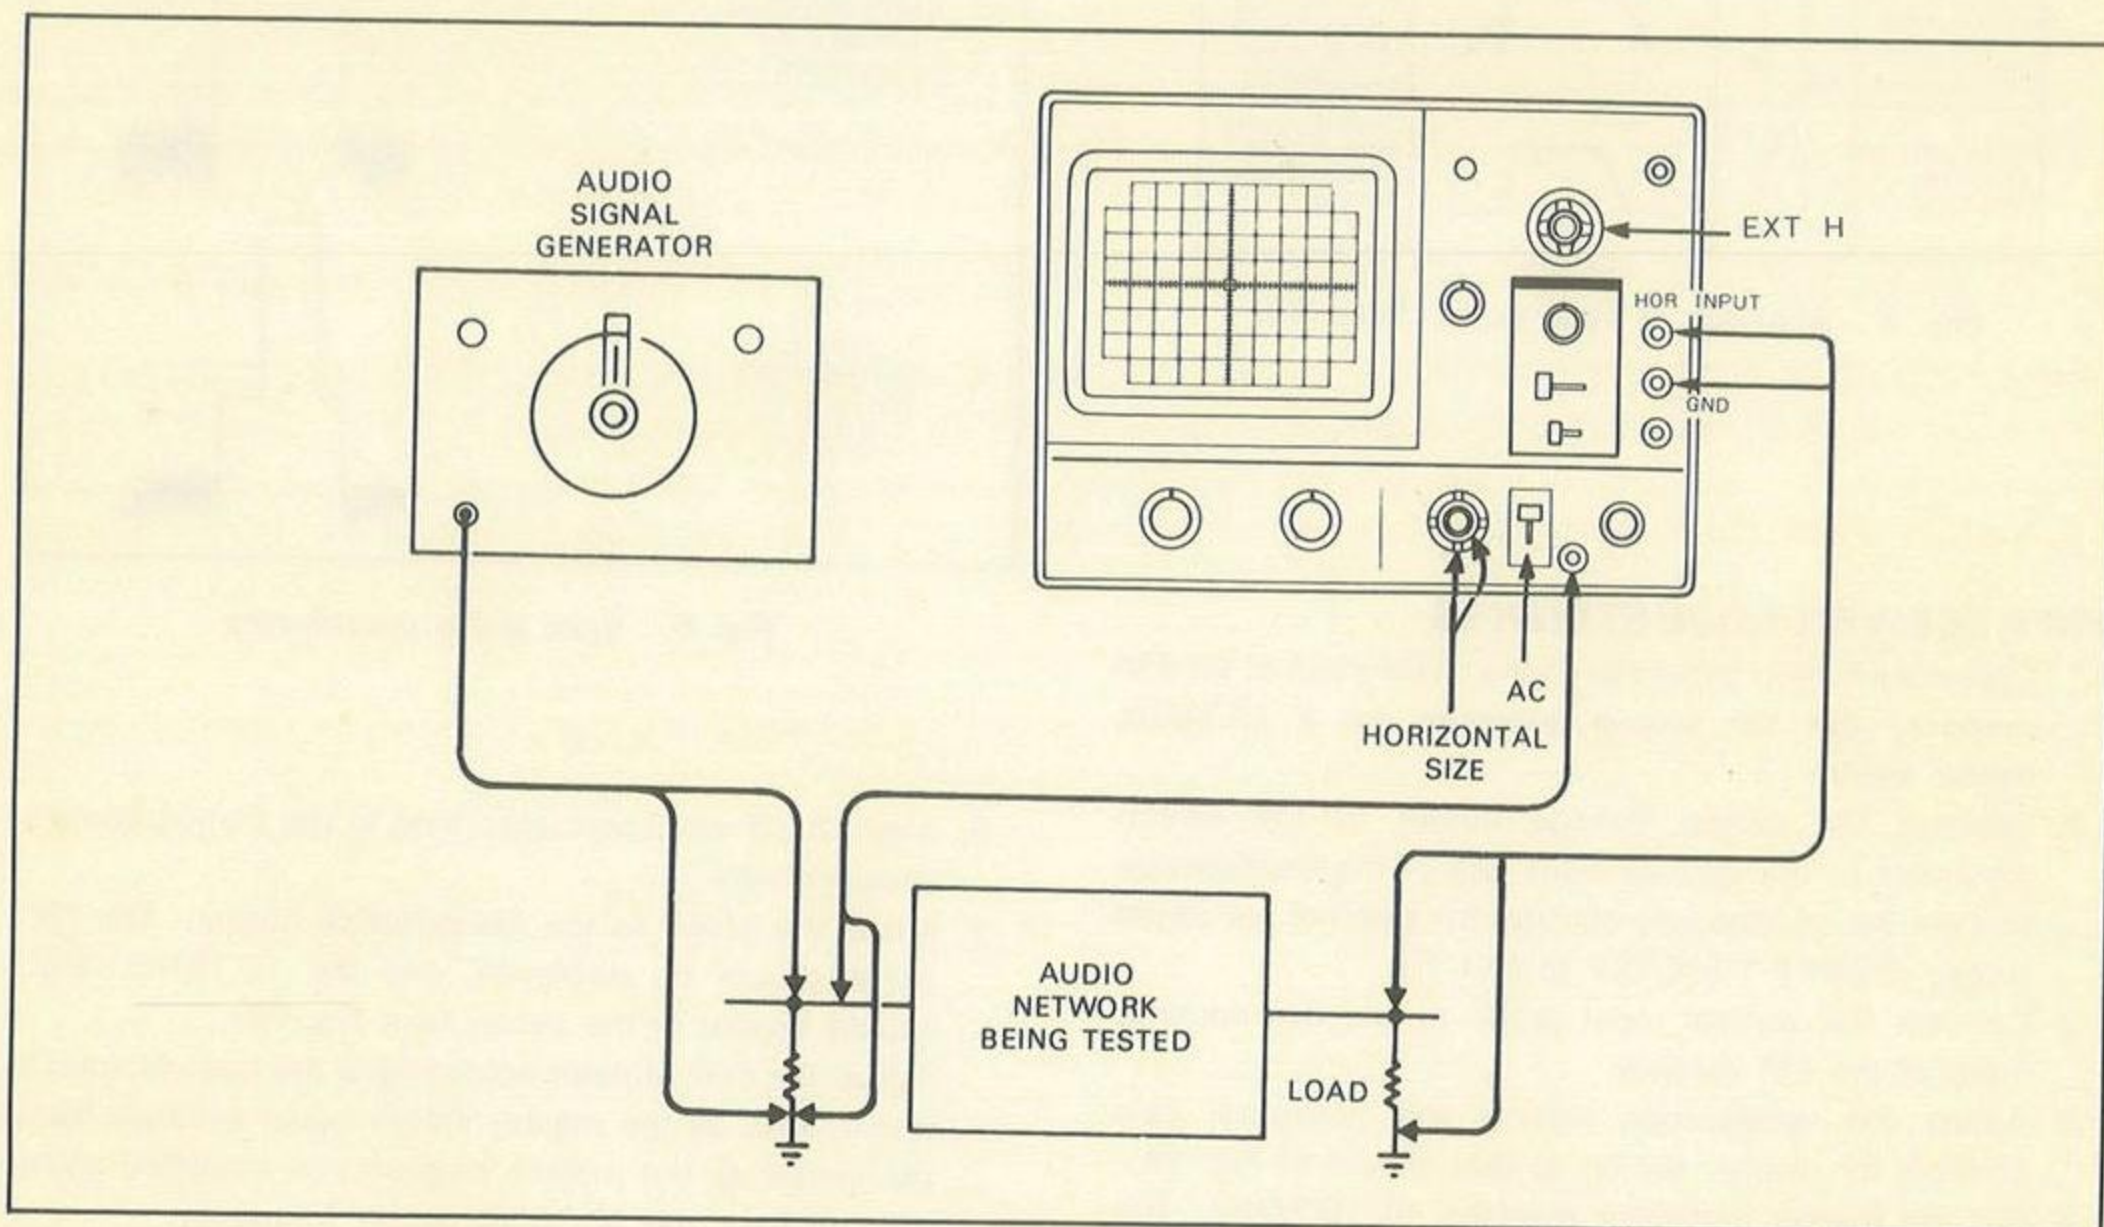 AUDIO
SIGNAL
GENERATOR
EXT H
HOR INPUT
GND
AC
HORIZONTAL
SIZE
AUDIO
NETWORK
BEING TESTED
LOAD